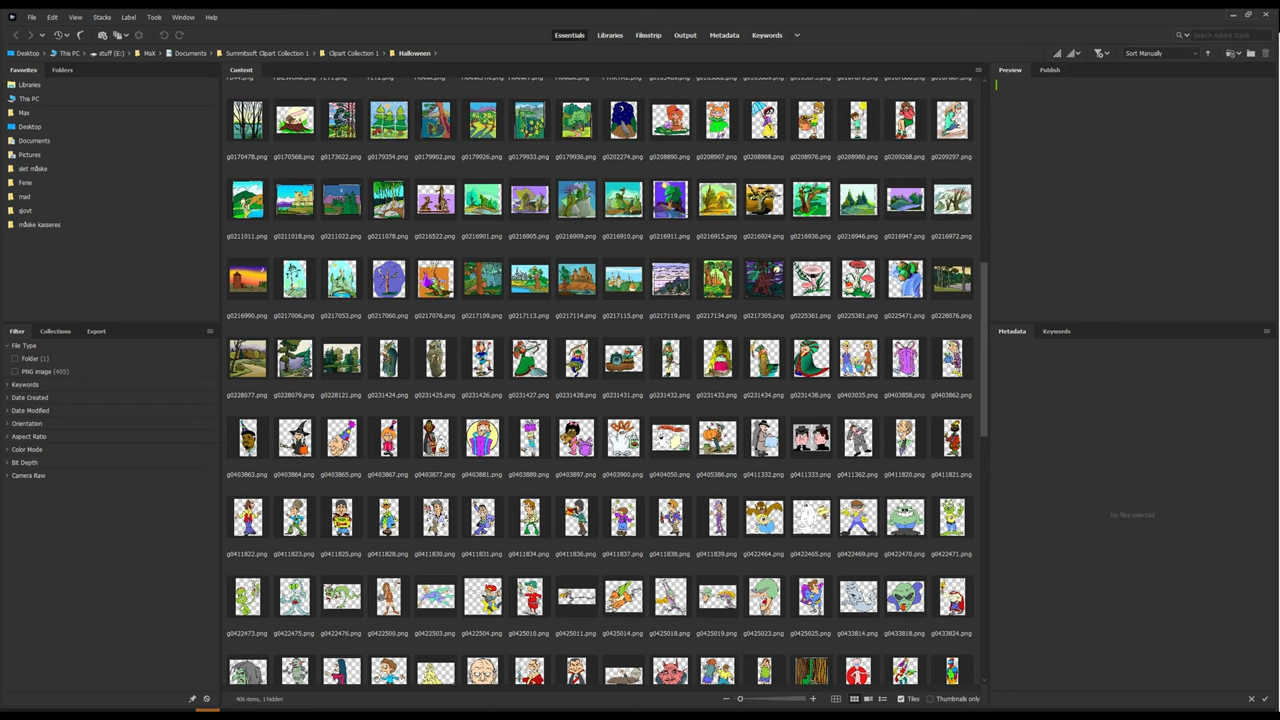 Br File Edit View Stacks Label Tools Window Help
Essentials Libraries Filmstrip Output Metadata Keywords
Search Adobe Stock
Desktop This PC stuff (E:) MaX Documents Summitsoft Clipart Collection 1 Clipart Collection 1 Halloween
Sort Manually
Favorites Folders
Content
Preview Publish
Libraries
This PC
Max
Desktop
Documents
Pictures
slet måske
Ferie
mad
sjovt
måske kasseres
Filter Collections Export
File Type
Folder (1)
PNG image (405)
Keywords
Date Created
Date Modified
Orientation
Aspect Ratio
Color Mode
Bit Depth
Camera Raw
g0170478.png g0170568.png g0173622.png g0179354.png g0179902.png g0179926.png g0179933.png g0179936.png g0202274.png g0208890.png g0208907.png g0208908.png g0208976.png g0208980.png g0209268.png g0209297.png
g0211011.png g0211018.png g0211022.png g0211078.png g0216522.png g0216901.png g0216905.png g0216909.png g0216910.png g0216911.png g0216915.png g0216924.png g0216936.png g0216946.png g0216947.png g0216972.png
g0216990.png g0217006.png g0217053.png g0217060.png g0217076.png g0217109.png g0217113.png g0217114.png g0217115.png g0217119.png g0217134.png g0217305.png g0225361.png g0225381.png g0225471.png g0228076.png
g0228077.png g0228079.png g0228121.png g0231424.png g0231425.png g0231426.png g0231427.png g0231428.png g0231431.png g0231432.png g0231433.png g0231434.png g0231438.png g0403035.png g0403858.png g0403862.png
g0403863.png g0403864.png g0403865.png g0403867.png g0403877.png g0403881.png g0403889.png g0403897.png g0403900.png g0404050.png g0405386.png g0411332.png g0411333.png g0411362.png g0411820.png g0411821.png
g0411822.png g0411823.png g0411825.png g0411828.png g0411830.png g0411831.png g0411834.png g0411836.png g0411837.png g0411838.png g0411839.png g0422464.png g0422465.png g0422469.png g0422470.png g0422471.png
g0422473.png g0422475.png g0422476.png g0422500.png g0422503.png g0422504.png g0425010.png g0425011.png g0425014.png g0425018.png g0425019.png g0425023.png g0425025.png g0433814.png g0433818.png g0433824.png
Metadata Keywords
No files selected
406 items, 1 hidden
Tiles Thumbnails only